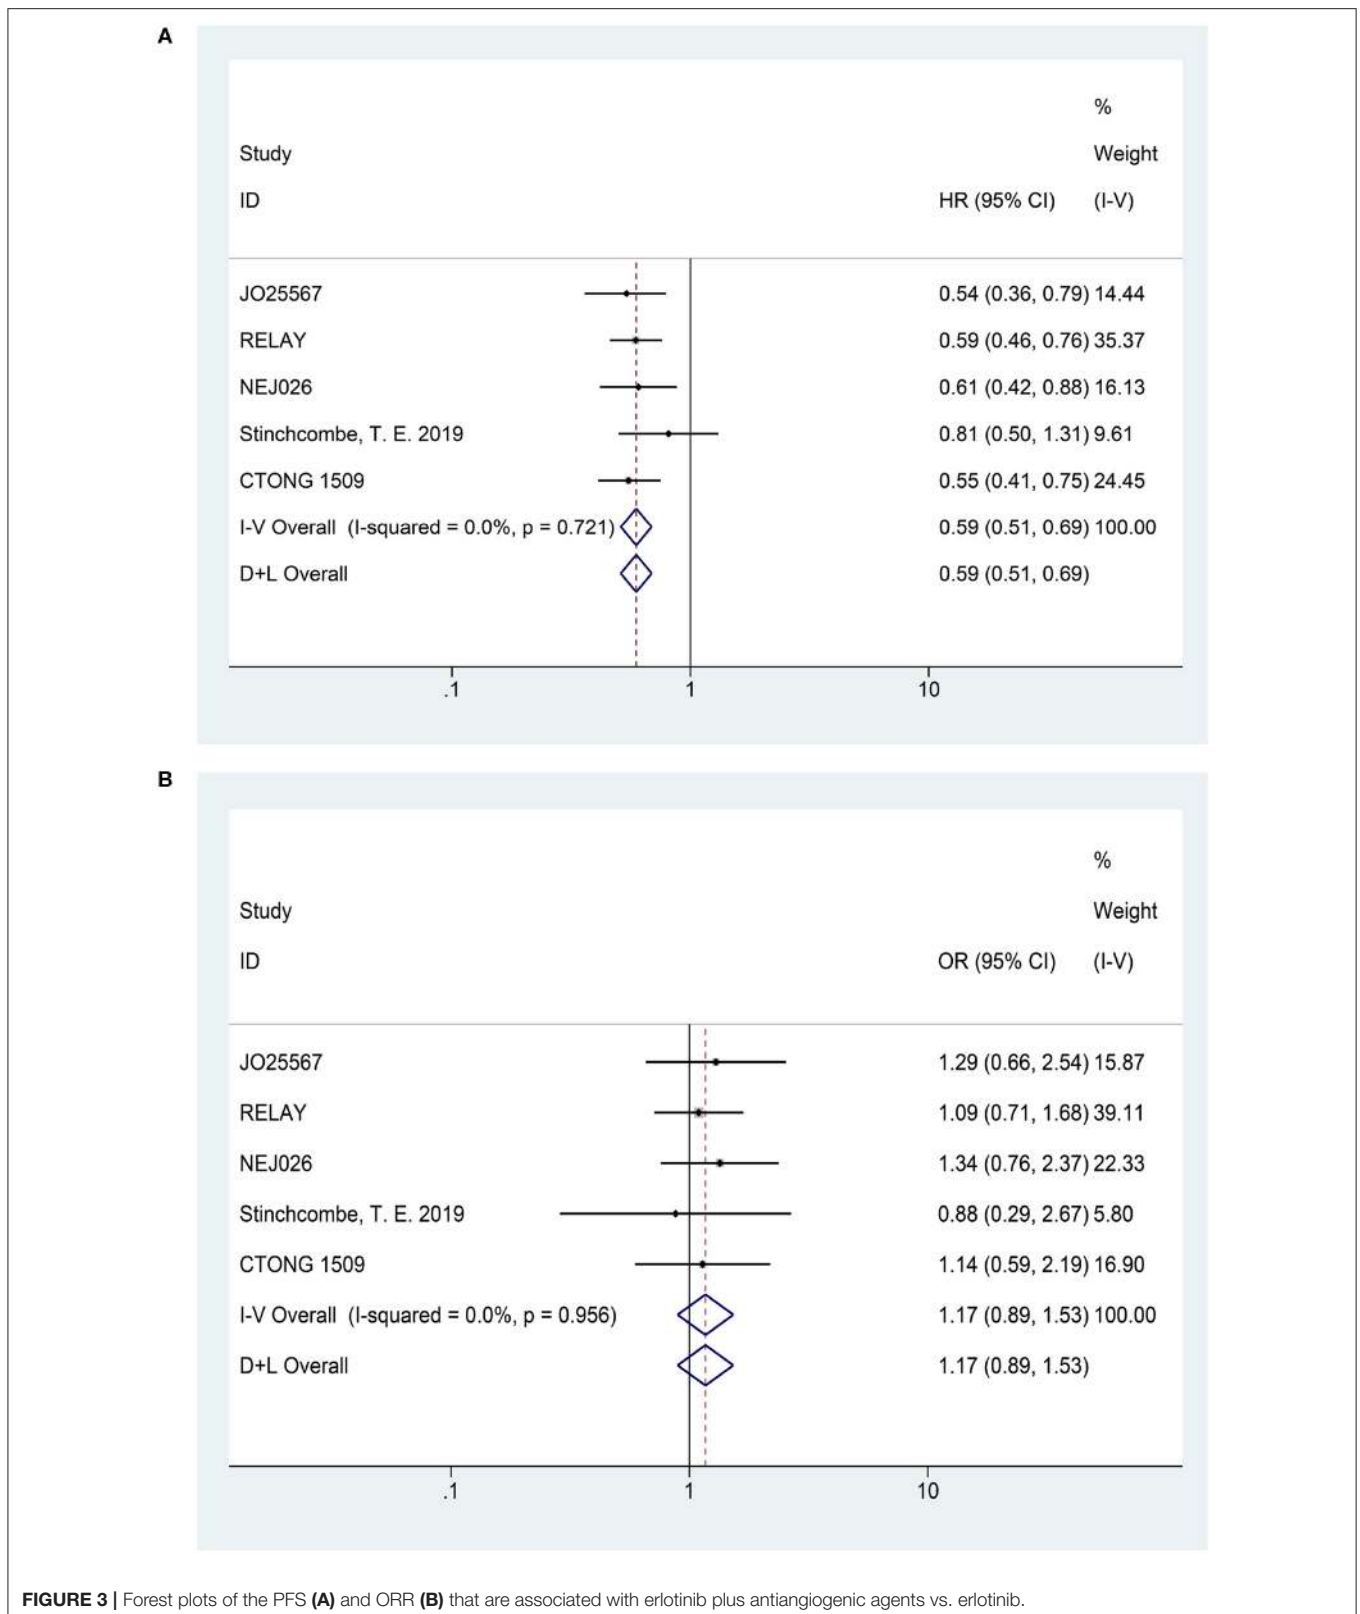 A
%
Study Weight
ID HR (95% CI) (I-V)
JO25567 0.54 (0.36, 0.79) 14.44
RELAY 0.59 (0.46, 0.76) 35.37
NEJ026 0.61 (0.42, 0.88) 16.13
Stinchcombe, T. E. 2019 0.81 (0.50, 1.31) 9.61
CTONG 1509 0.55 (0.41, 0.75) 24.45
I-V Overall (I-squared = 0.0%, p = 0.721) 0.59 (0.51, 0.69) 100.00
D+L Overall 0.59 (0.51, 0.69)
.1 1 10
B
%
Study Weight
ID OR (95% CI) (I-V)
JO25567 1.29 (0.66, 2.54) 15.87
RELAY 1.09 (0.71, 1.68) 39.11
NEJ026 1.34 (0.76, 2.37) 22.33
Stinchcombe, T. E. 2019 0.88 (0.29, 2.67) 5.80
CTONG 1509 1.14 (0.59, 2.19) 16.90
I-V Overall (I-squared = 0.0%, p = 0.956) 1.17 (0.89, 1.53) 100.00
D+L Overall 1.17 (0.89, 1.53)
.1 1 10
FIGURE 3 | Forest plots of the PFS (A) and ORR (B) that are associated with erlotinib plus antiangiogenic agents vs. erlotinib.